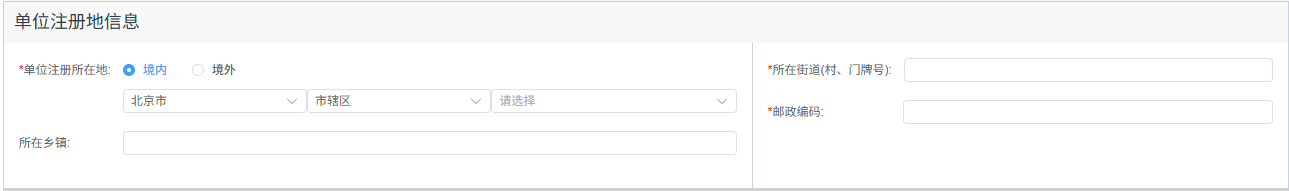 单位注册地信息
*单位注册所在地: 境内 境外
北京市 市辖区 请选择
所在乡镇:
*所在街道(村、门牌号):
*邮政编码: